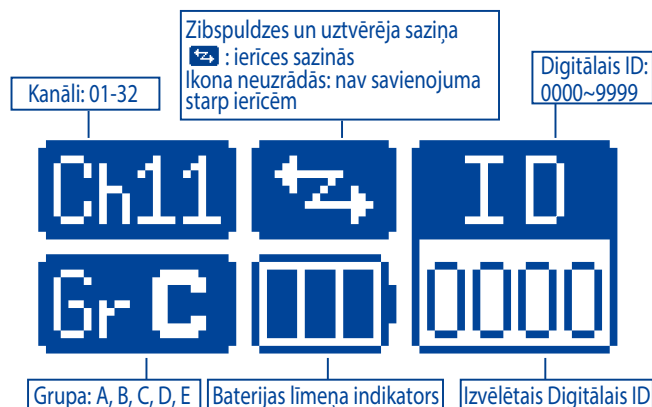 Zibspuldzes un uztvērēja saziņa
: ierīces sazinās
Ikona neuzrādās: nav savienojuma
starp ierīcēm
Digitālais ID:
0000~9999
Kanāli: 01-32
Ch11
ID
Gr C
0000
Grupa: A, B, C, D, E
Baterijas līmeņa indikators
Izvēlētais Digitālais ID